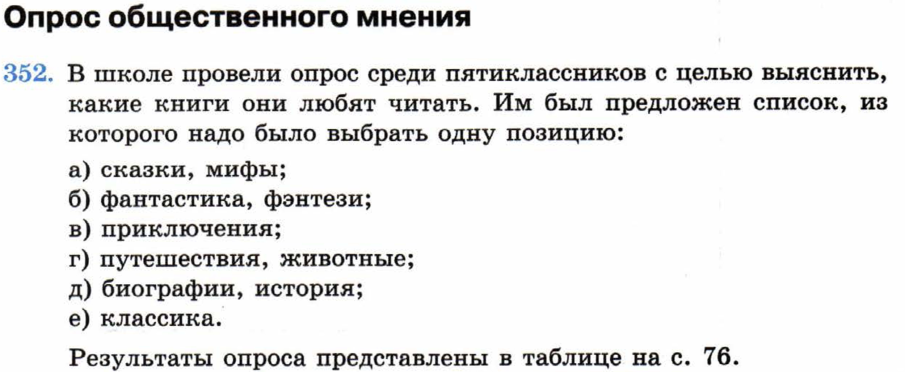 Опрос общественного мнения
352. В школе провели опрос среди пятиклассников с целью выяснить,
какие книги они любят читать. Им был предложен список, из
которого надо было выбрать одну позицию:
а) сказки, мифы;
б) фантастика, фэнтези;
в) приключения;
г) путешествия, животные;
д) биографии, история;
е) классика.
Результаты опроса представлены в таблице на с. 76.